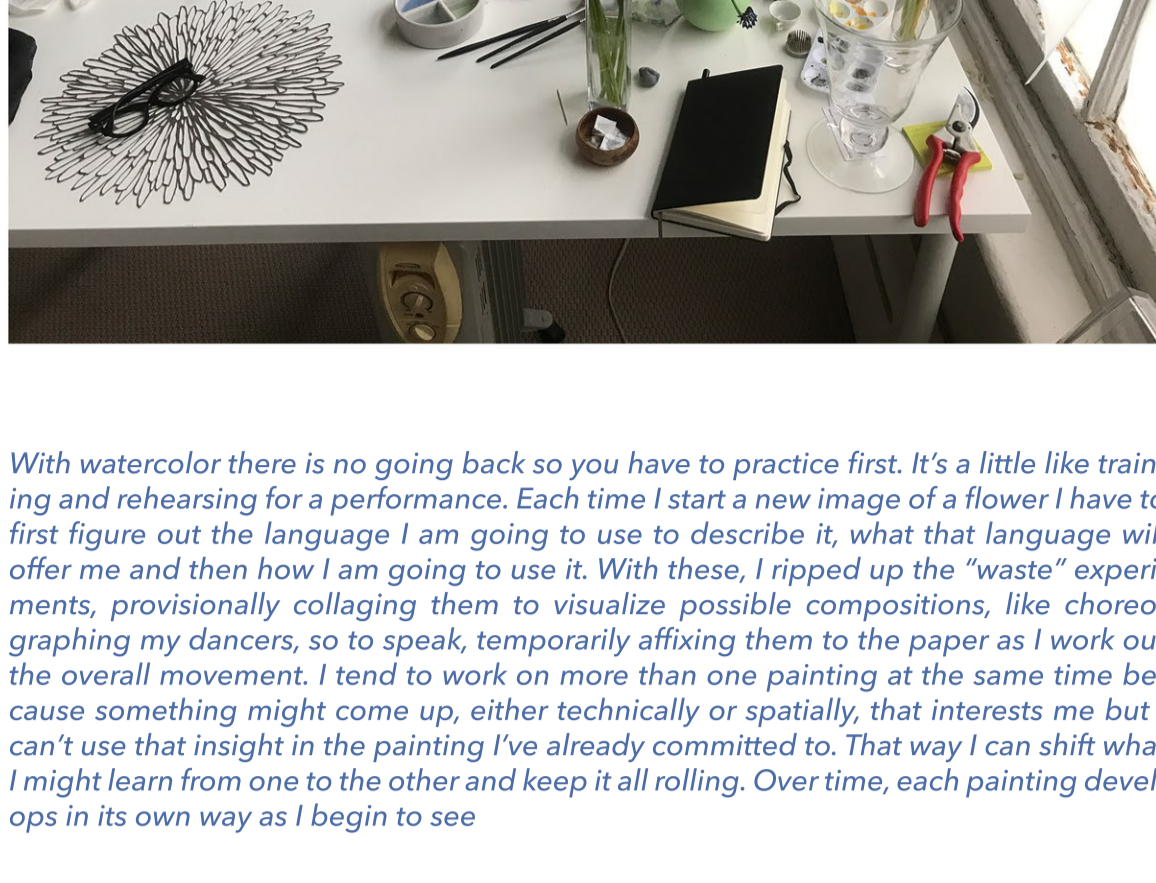 With watercolor there is no going back so you have to practice first. It’s a little like train
ing and rehearsing for a performance. Each time I start a new image of a flower I have to
first figure out the language I am going to use to describe it, what that language wil
offer me and then how I am going to use it. With these, I ripped up the “waste” experi
ments, provisionally collaging them to visualize possible compositions, like choreo
graphing my dancers, so to speak, temporarily affixing them to the paper as I work ou
the overall movement. I tend to work on more than one painting at the same time be
cause something might come up, either technically or spatially, that interests me but
can’t use that insight in the painting I’ve already committed to. That way I can shift wha
I might learn from one to the other and keep it all rolling. Over time, each painting devel
ops in its own way as I begin to see